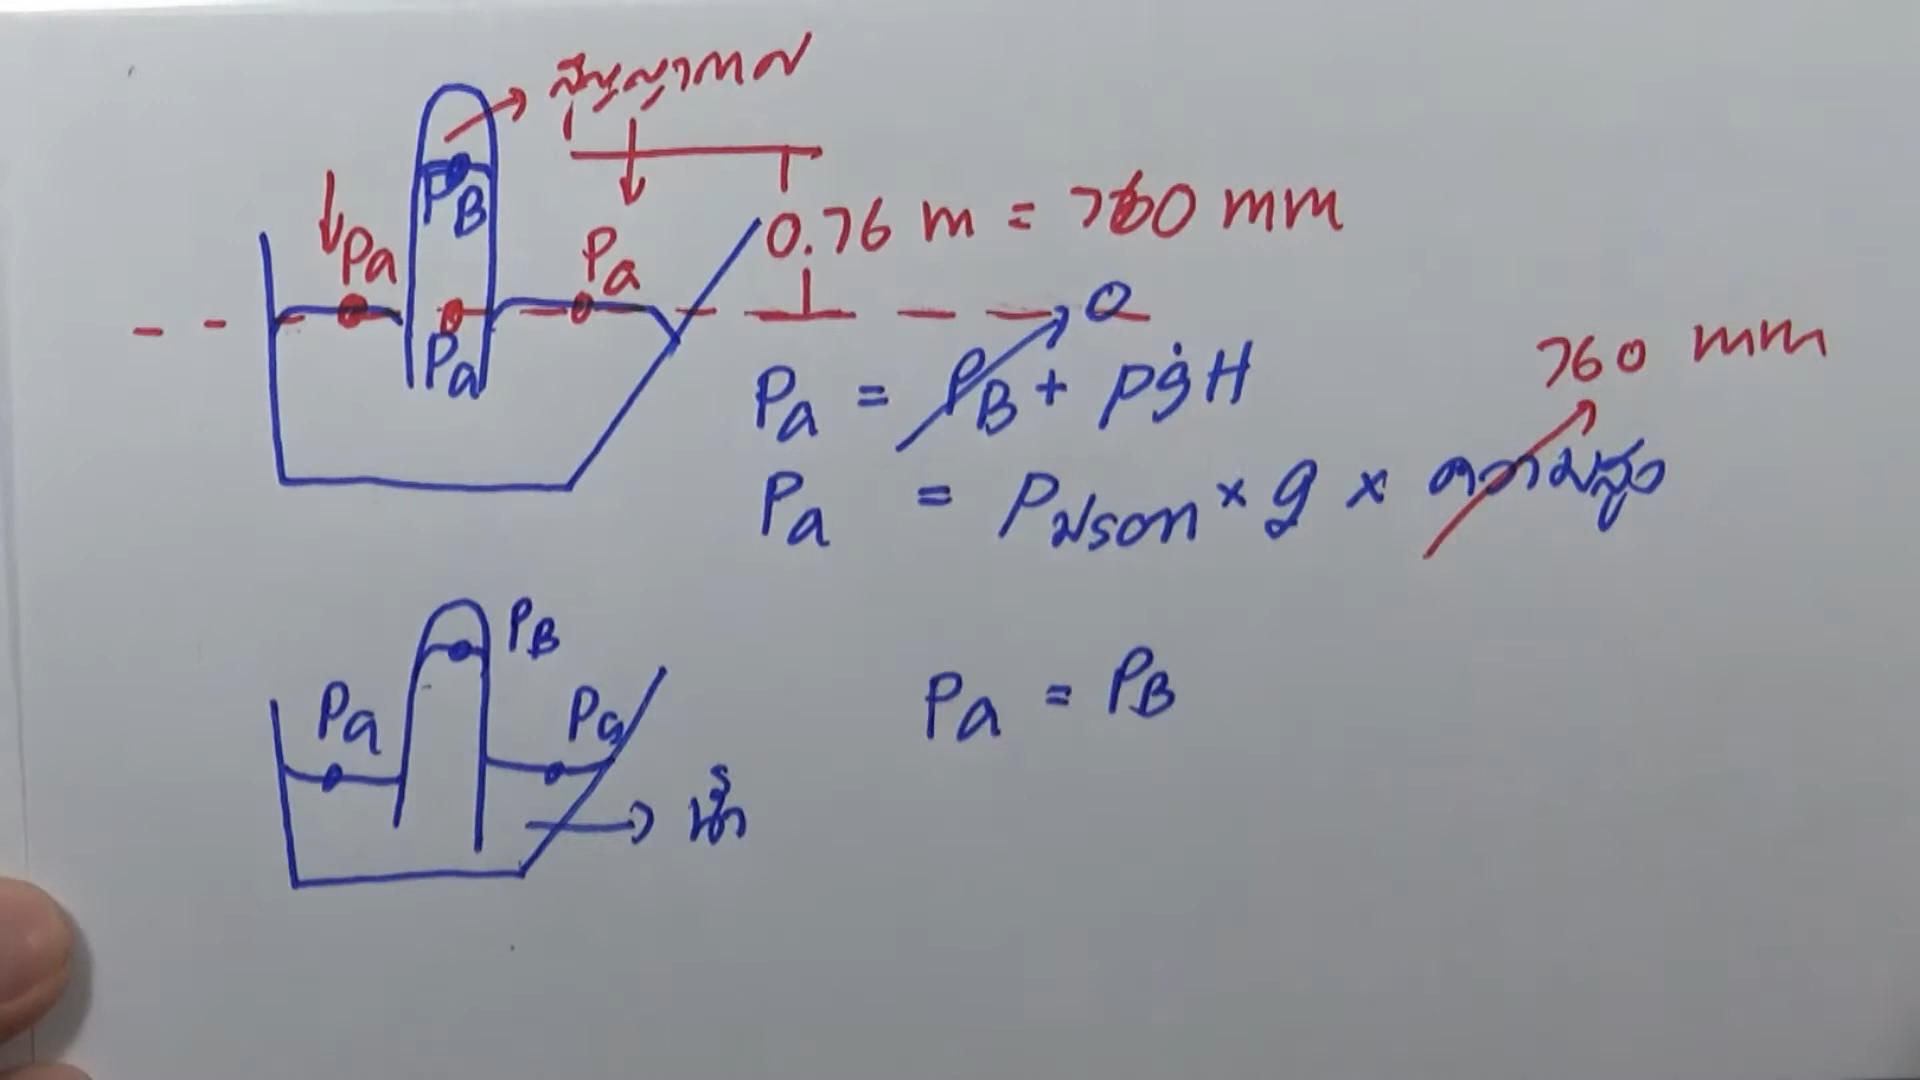 สุญญากาศ
PB
Pa
Pa
0.76 m = 760 mm
Pa
0
Pa = PB + ρgH
760 mm
Pa = ρปรอท × g × ความสูง
PB
Pa
Pa
Pa = PB
น้ำ